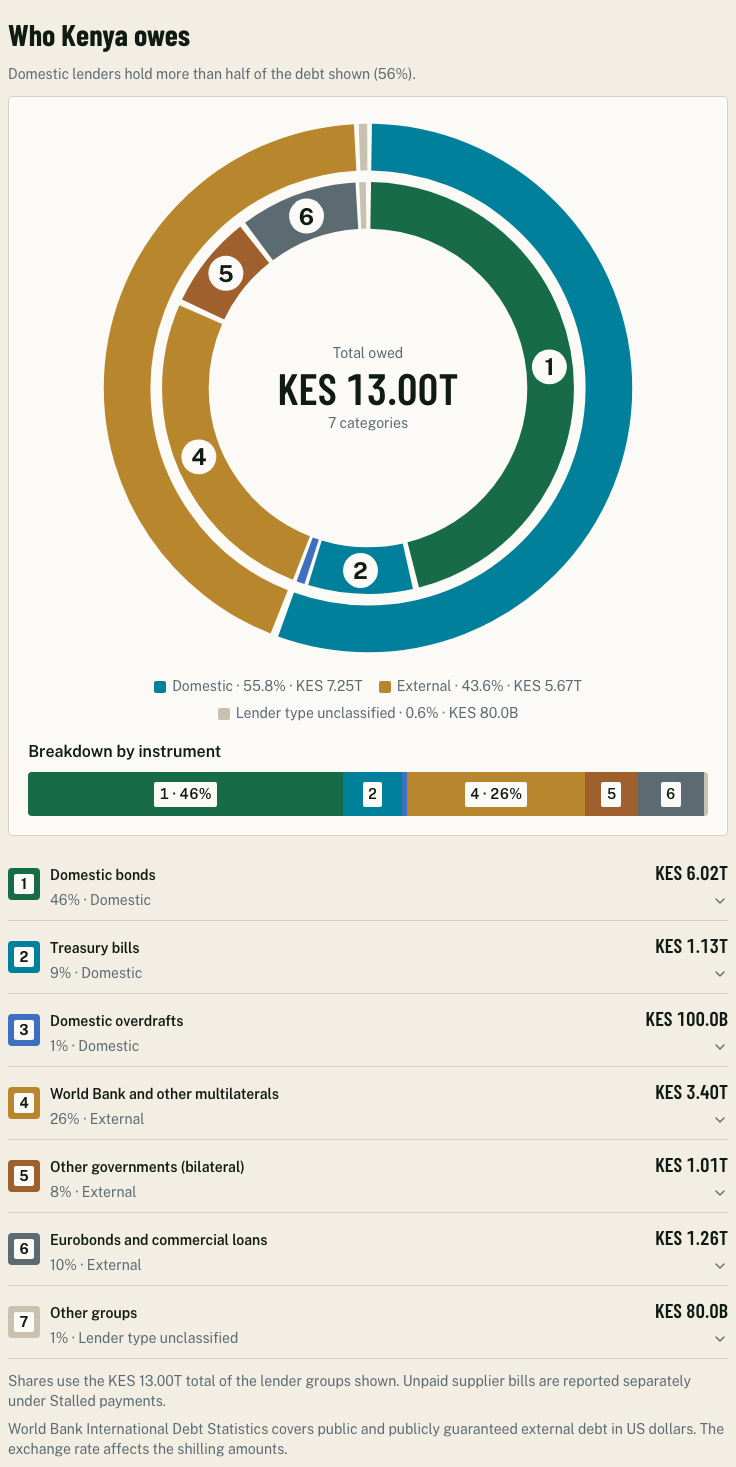 Who Kenya owes
Domestic lenders hold more than half of the debt shown (56%).
6
5
1
Total owed
KES 13.00T
7 categories
4
2
Domestic · 55.8% · KES 7.25T
External · 43.6% · KES 5.67T
Lender type unclassified · 0.6% · KES 80.0B
Breakdown by instrument
1 · 46%
2
4 · 26%
5
6
1
Domestic bonds
KES 6.02T
46% · Domestic
2
Treasury bills
KES 1.13T
9% · Domestic
3
Domestic overdrafts
KES 100.0B
1% · Domestic
4
World Bank and other multilaterals
KES 3.40T
26% · External
5
Other governments (bilateral)
KES 1.01T
8% · External
6
Eurobonds and commercial loans
KES 1.26T
10% · External
7
Other groups
KES 80.0B
1% · Lender type unclassified
Shares use the KES 13.00T total of the lender groups shown. Unpaid supplier bills are reported separately
under Stalled payments.
World Bank International Debt Statistics covers public and publicly guaranteed external debt in US dollars. The
exchange rate affects the shilling amounts.